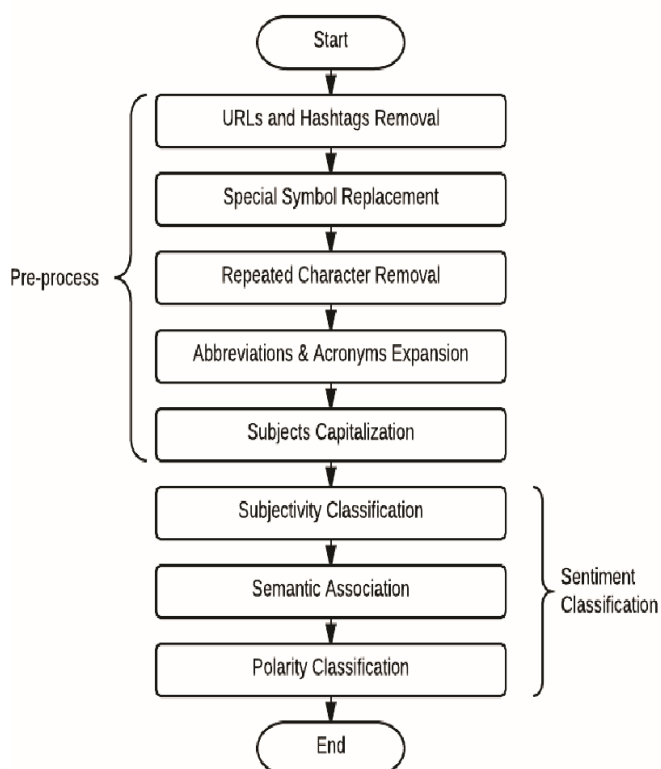 Start
URLs and Hashtags Removal
Special Symbol Replacement
Repeated Character Removal
Pre-process
Abbreviations & Acronyms Expansion
Subjects Capitalization
Subjectivity Classification
Semantic Association
Sentiment
Classification
Polarity Classification
End